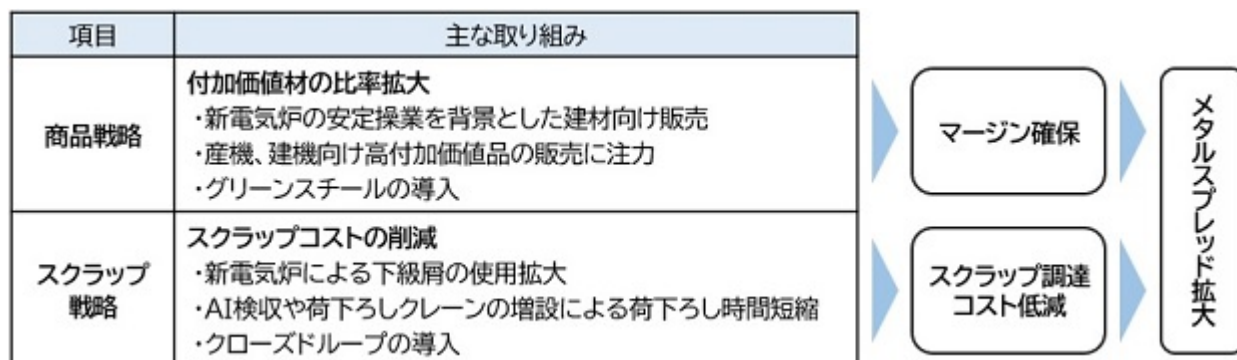 項目
主な取り組み
商品戦略
付加価値材の比率拡大
・新電気炉の安定操業を背景とした建材向け販売
・産機、建機向け高付加価値品の販売に注力
・グリーンスチールの導入
スクラップ
戦略
スクラップコストの削減
・新電気炉による下級屑の使用拡大
・AI検収や荷下ろしクレーンの増設による荷下ろし時間短縮
・クローズドループの導入
マージン確保
スクラップ調達
コスト低減
メタルスプレッド拡大